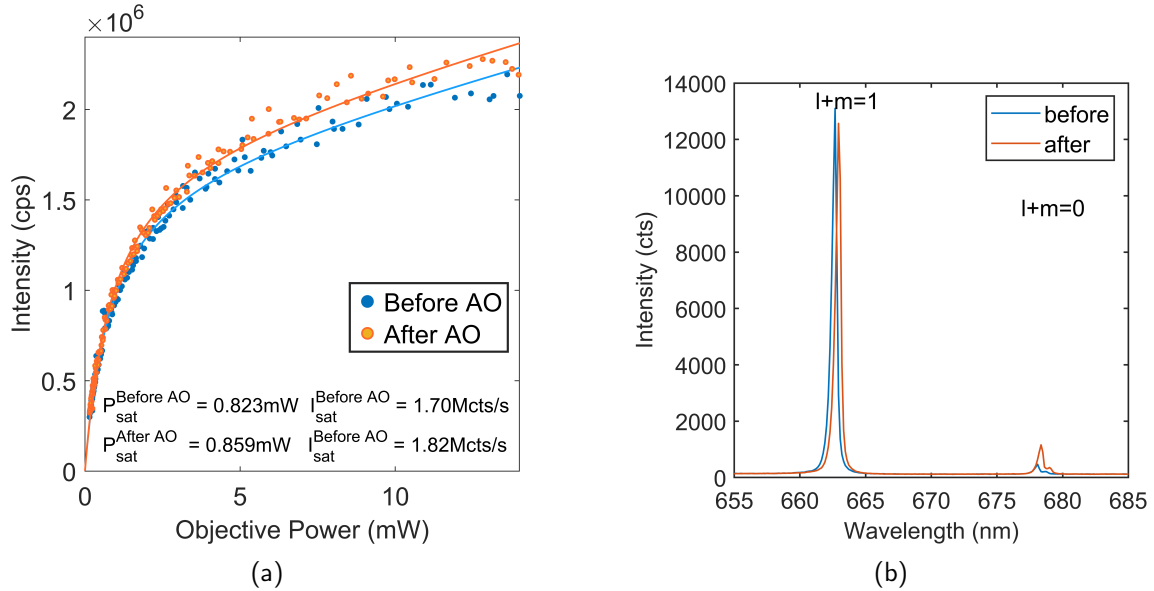 ×10⁶
2
1.5
1
0.5
0
0 5 10
Intensity (cps)
Objective Power (mW)
Before AO
After AO
P_sat^Before AO = 0.823mW I_sat^Before AO = 1.70Mcts/s
P_sat^After AO = 0.859mW I_sat^Before AO = 1.82Mcts/s
(a)
14000
12000
10000
8000
6000
4000
2000
0
655 660 665 670 675 680 685
Intensity (cts)
Wavelength (nm)
l+m=1
before
after
l+m=0
(b)